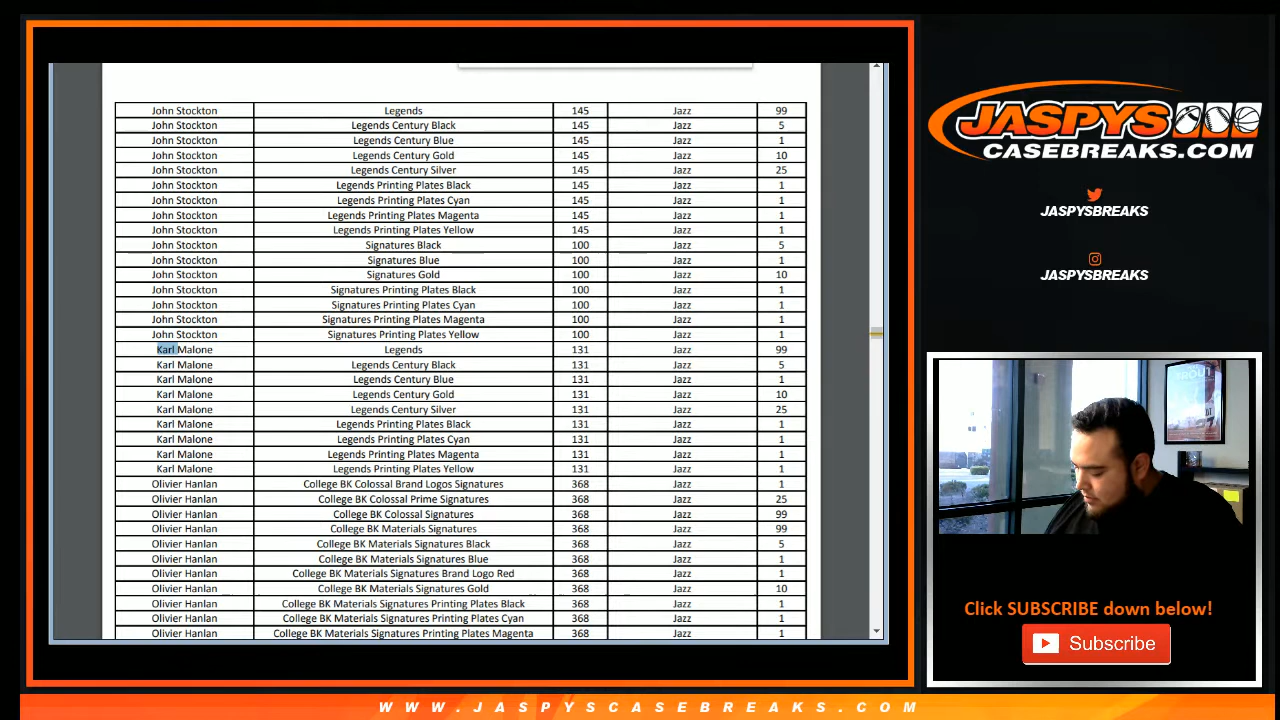 John Stockton Legends 145 Jazz 99
John Stockton Legends Century Black 145 Jazz 5
John Stockton Legends Century Blue 145 Jazz 1
John Stockton Legends Century Gold 145 Jazz 10
John Stockton Legends Century Silver 145 Jazz 25
John Stockton Legends Printing Plates Black 145 Jazz 1
John Stockton Legends Printing Plates Cyan 145 Jazz 1
John Stockton Legends Printing Plates Magenta 145 Jazz 1
John Stockton Legends Printing Plates Yellow 145 Jazz 1
John Stockton Signatures Black 100 Jazz 5
John Stockton Signatures Blue 100 Jazz 1
John Stockton Signatures Gold 100 Jazz 10
John Stockton Signatures Printing Plates Black 100 Jazz 1
John Stockton Signatures Printing Plates Cyan 100 Jazz 1
John Stockton Signatures Printing Plates Magenta 100 Jazz 1
John Stockton Signatures Printing Plates Yellow 100 Jazz 1
Karl Malone Legends 131 Jazz 99
Karl Malone Legends Century Black 131 Jazz 5
Karl Malone Legends Century Blue 131 Jazz 1
Karl Malone Legends Century Gold 131 Jazz 10
Karl Malone Legends Century Silver 131 Jazz 25
Karl Malone Legends Printing Plates Black 131 Jazz 1
Karl Malone Legends Printing Plates Cyan 131 Jazz 1
Karl Malone Legends Printing Plates Magenta 131 Jazz 1
Karl Malone Legends Printing Plates Yellow 131 Jazz 1
Olivier Hanlan College BK Colossal Brand Logos Signatures 368 Jazz 1
Olivier Hanlan College BK Colossal Prime Signatures 368 Jazz 25
Olivier Hanlan College BK Colossal Signatures 368 Jazz 99
Olivier Hanlan College BK Materials Signatures 368 Jazz 99
Olivier Hanlan College BK Materials Signatures Black 368 Jazz 5
Olivier Hanlan College BK Materials Signatures Blue 368 Jazz 1
Olivier Hanlan College BK Materials Signatures Brand Logo Red 368 Jazz 1
Olivier Hanlan College BK Materials Signatures Gold 368 Jazz 10
Olivier Hanlan College BK Materials Signatures Printing Plates Black 368 Jazz 1
Olivier Hanlan College BK Materials Signatures Printing Plates Cyan 368 Jazz 1
Olivier Hanlan College BK Materials Signatures Printing Plates Magenta 368 Jazz 1
JASPYS
CASEBREAKS.COM
JASPYSBREAKS
JASPYSBREAKS
Click SUBSCRIBE down below!
Subscribe
WWW.JASPYSCASEBREAKS.COM